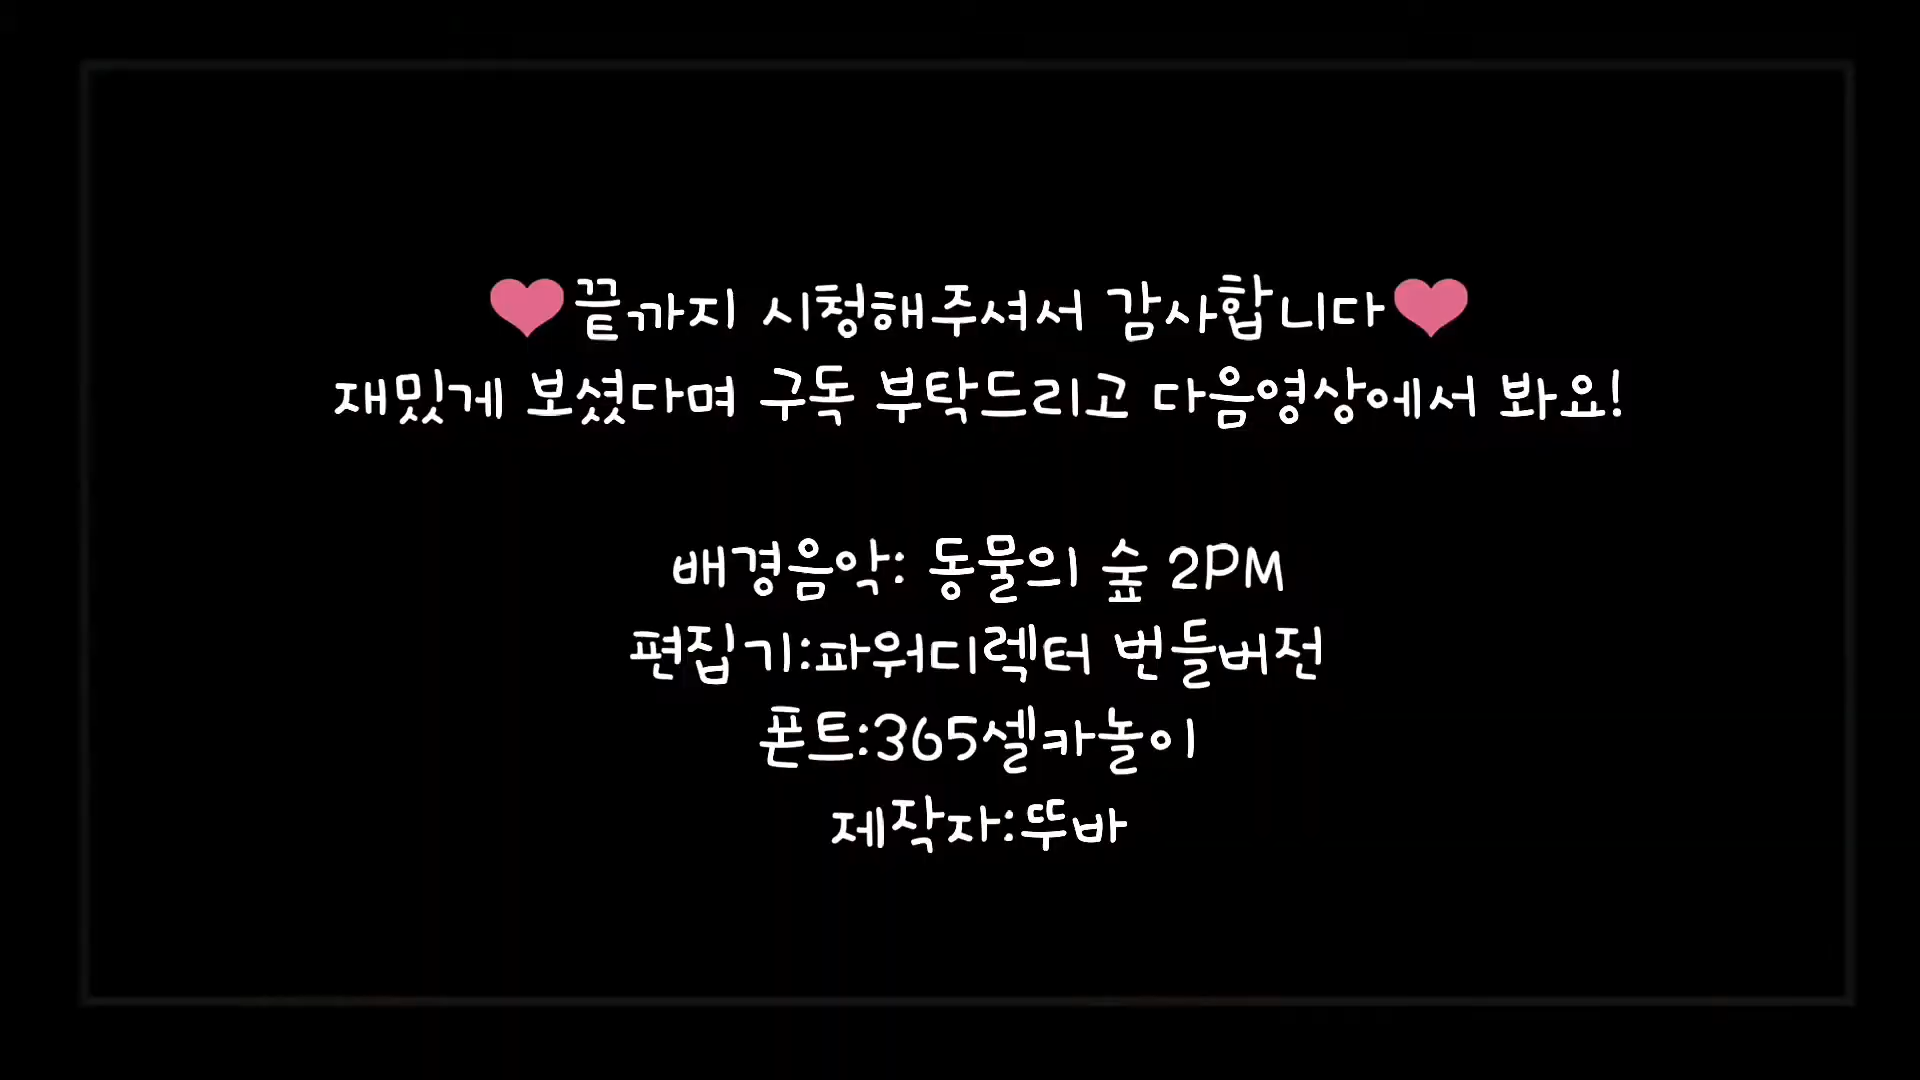 ❤끝까지 시청해주셔서 감사합니다❤
재밌게 보셨다며 구독 부탁드리고 다음영상에서 봐요!
배경음악: 동물의 숲 2PM
편집기:파워디렉터 번들버전
폰트:365셀카놀이
제작자:뚜바